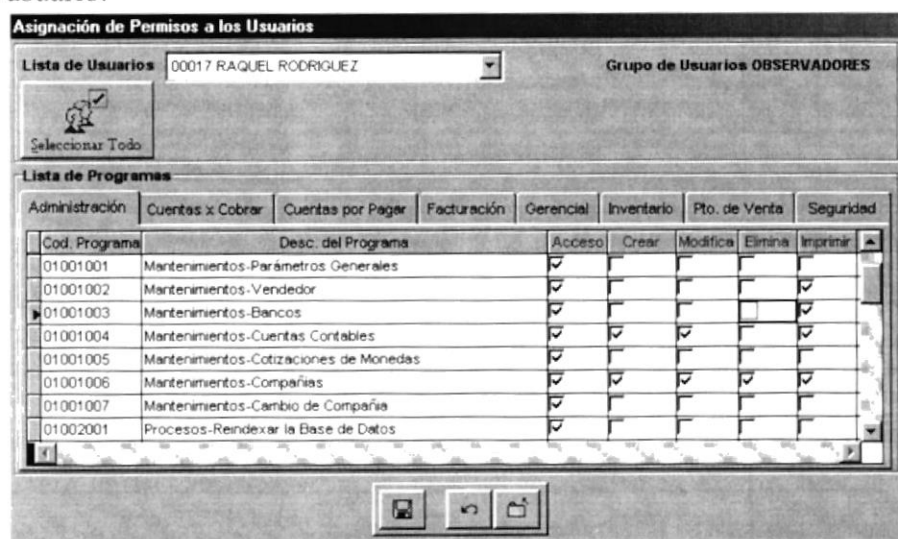 Asignación de Permisos a los Usuarios
Lista de Usuarios 00017 RAQUEL RODRIGUEZ Grupo de Usuarios OBSERVADORES
Seleccionar Todo
Lista de Programas
Administración Cuentas x Cobrar Cuentas por Pagar Facturación Gerencial Inventario Pto. de Venta Seguridad
Cod. Programa Desc. del Programa Acceso Crear Modifica Elimina Imprimir
01001001 Mantenimientos-Parámetros Generales
01001002 Mantenimientos-Vendedor
01001003 Mantenimientos-Bancos
01001004 Mantenimientos-Cuentas Contables
01001005 Mantenimientos-Cotizaciones de Monedas
01001006 Mantenimientos-Compañias
01001007 Mantenimientos-Cambio de Compañia
01002001 Procesos-Reindexar la Base de Datos